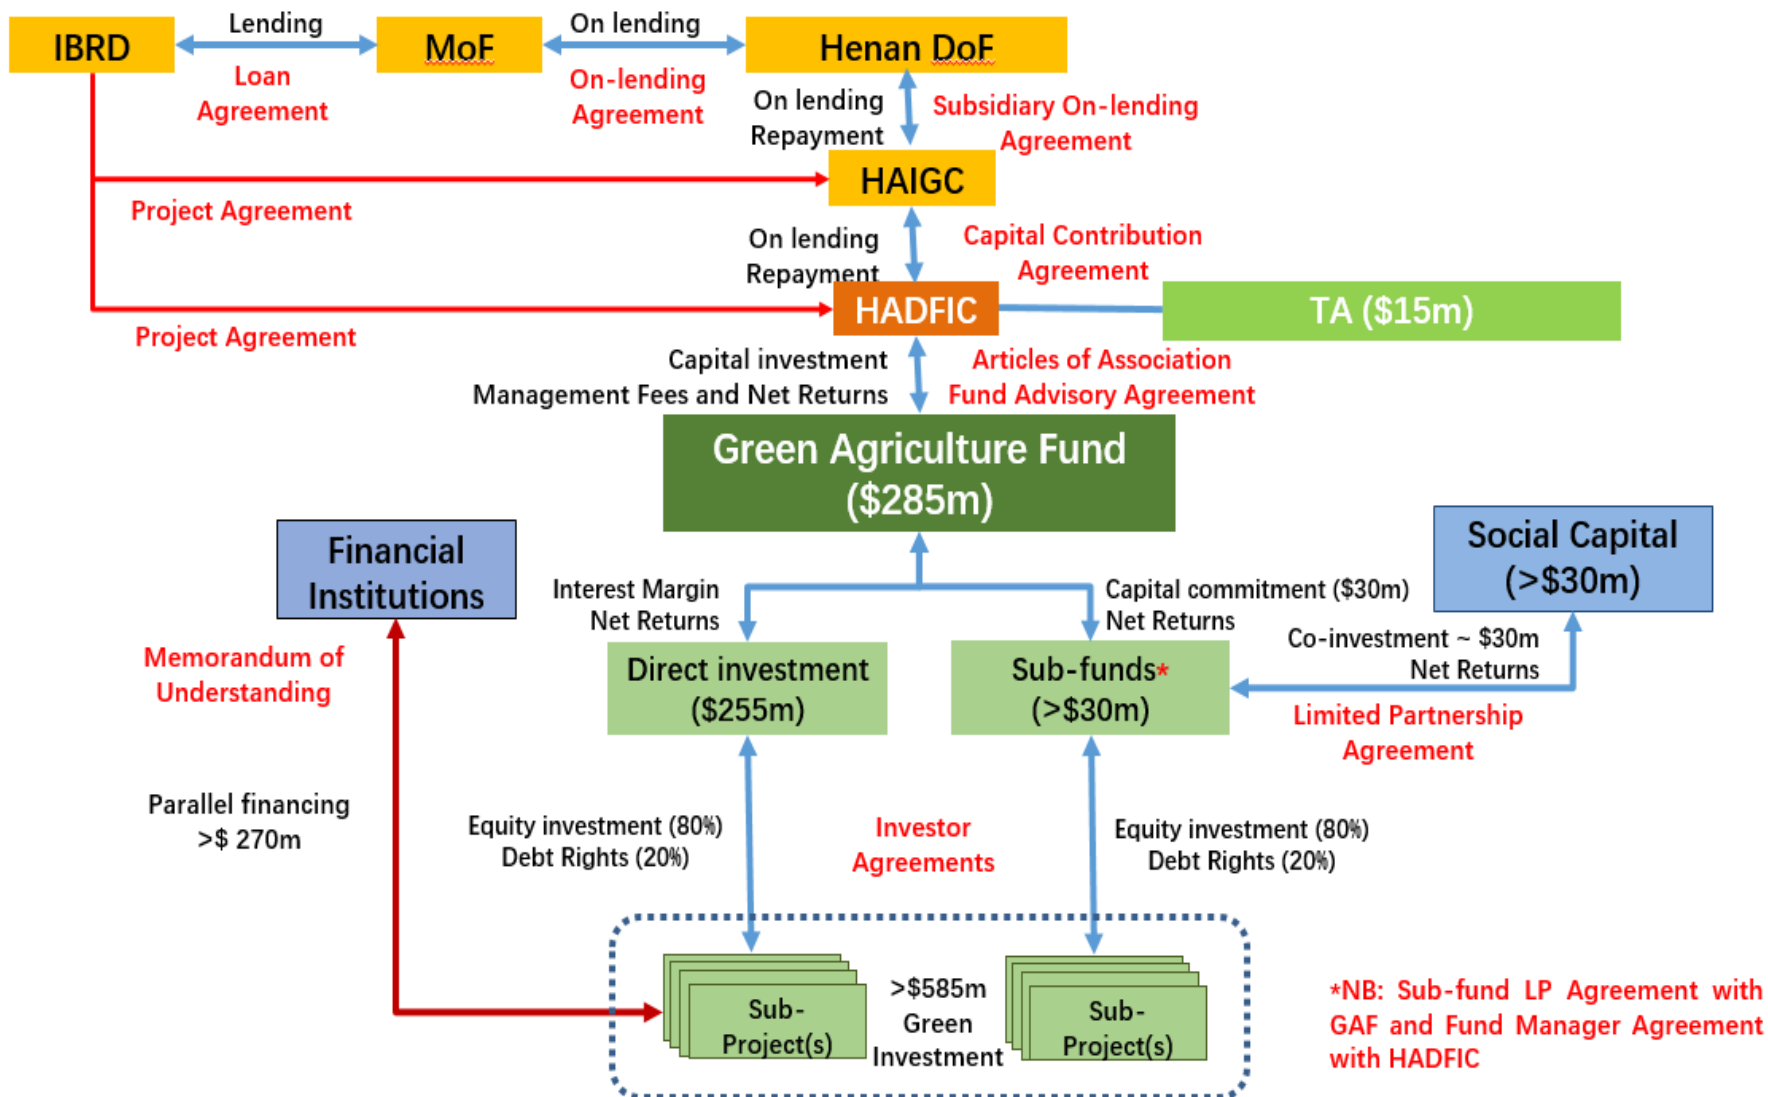 IBRD
Lending
MoF
On lending
Henan DoF
Loan
Agreement
On-lending
Agreement
On lending
Repayment
Subsidiary On-lending
Agreement
HAIGC
Project Agreement
On lending
Repayment
Capital Contribution
Agreement
HADFIC
TA ($15m)
Project Agreement
Capital investment
Management Fees and Net Returns
Articles of Association
Fund Advisory Agreement
Green Agriculture Fund
($285m)
Financial
Institutions
Social Capital
(>$30m)
Interest Margin
Net Returns
Capital commitment ($30m)
Net Returns
Memorandum of
Understanding
Direct investment
($255m)
Sub-funds*
(>$30m)
Co-investment ~ $30m
Net Returns
Limited Partnership
Agreement
Parallel financing
>$ 270m
Equity investment (80%)
Debt Rights (20%)
Investor
Agreements
Equity investment (80%)
Debt Rights (20%)
Sub-
Project(s)
>$585m
Green
Investment
Sub-
Project(s)
*NB: Sub-fund LP Agreement with
GAF and Fund Manager Agreement
with HADFIC